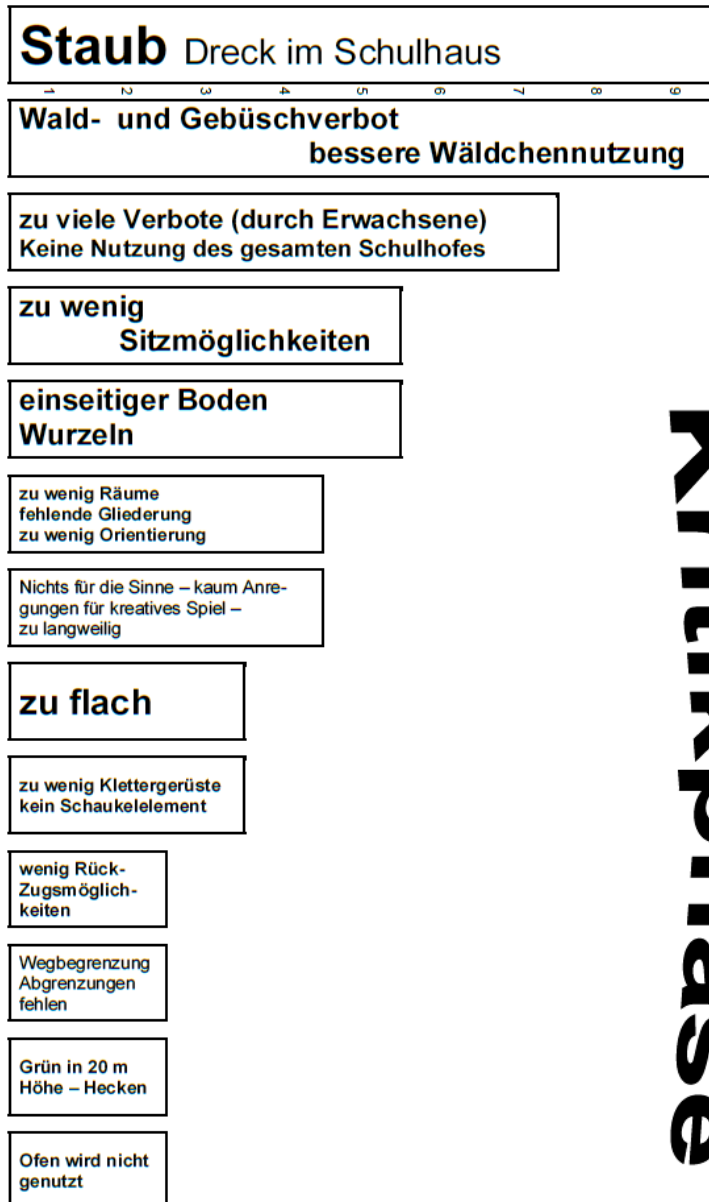 Staub Dreck im Schulhaus
1 2 3 4 5 6 7 8 9
Wald- und Gebüschverbot
bessere Wäldchennutzung
zu viele Verbote (durch Erwachsene)
Keine Nutzung des gesamten Schulhofes
zu wenig
Sitzmöglichkeiten
einseitiger Boden
Wurzeln
zu wenig Räume
fehlende Gliederung
zu wenig Orientierung
Nichts für die Sinne – kaum Anre-
gungen für kreatives Spiel –
zu langweilig
zu flach
zu wenig Klettergerüste
kein Schaukelelement
wenig Rück-
Zugsmöglich-
keiten
Wegbegrenzung
Abgrenzungen
fehlen
Grün in 20 m
Höhe – Hecken
Ofen wird nicht
genutzt
Kritikphase